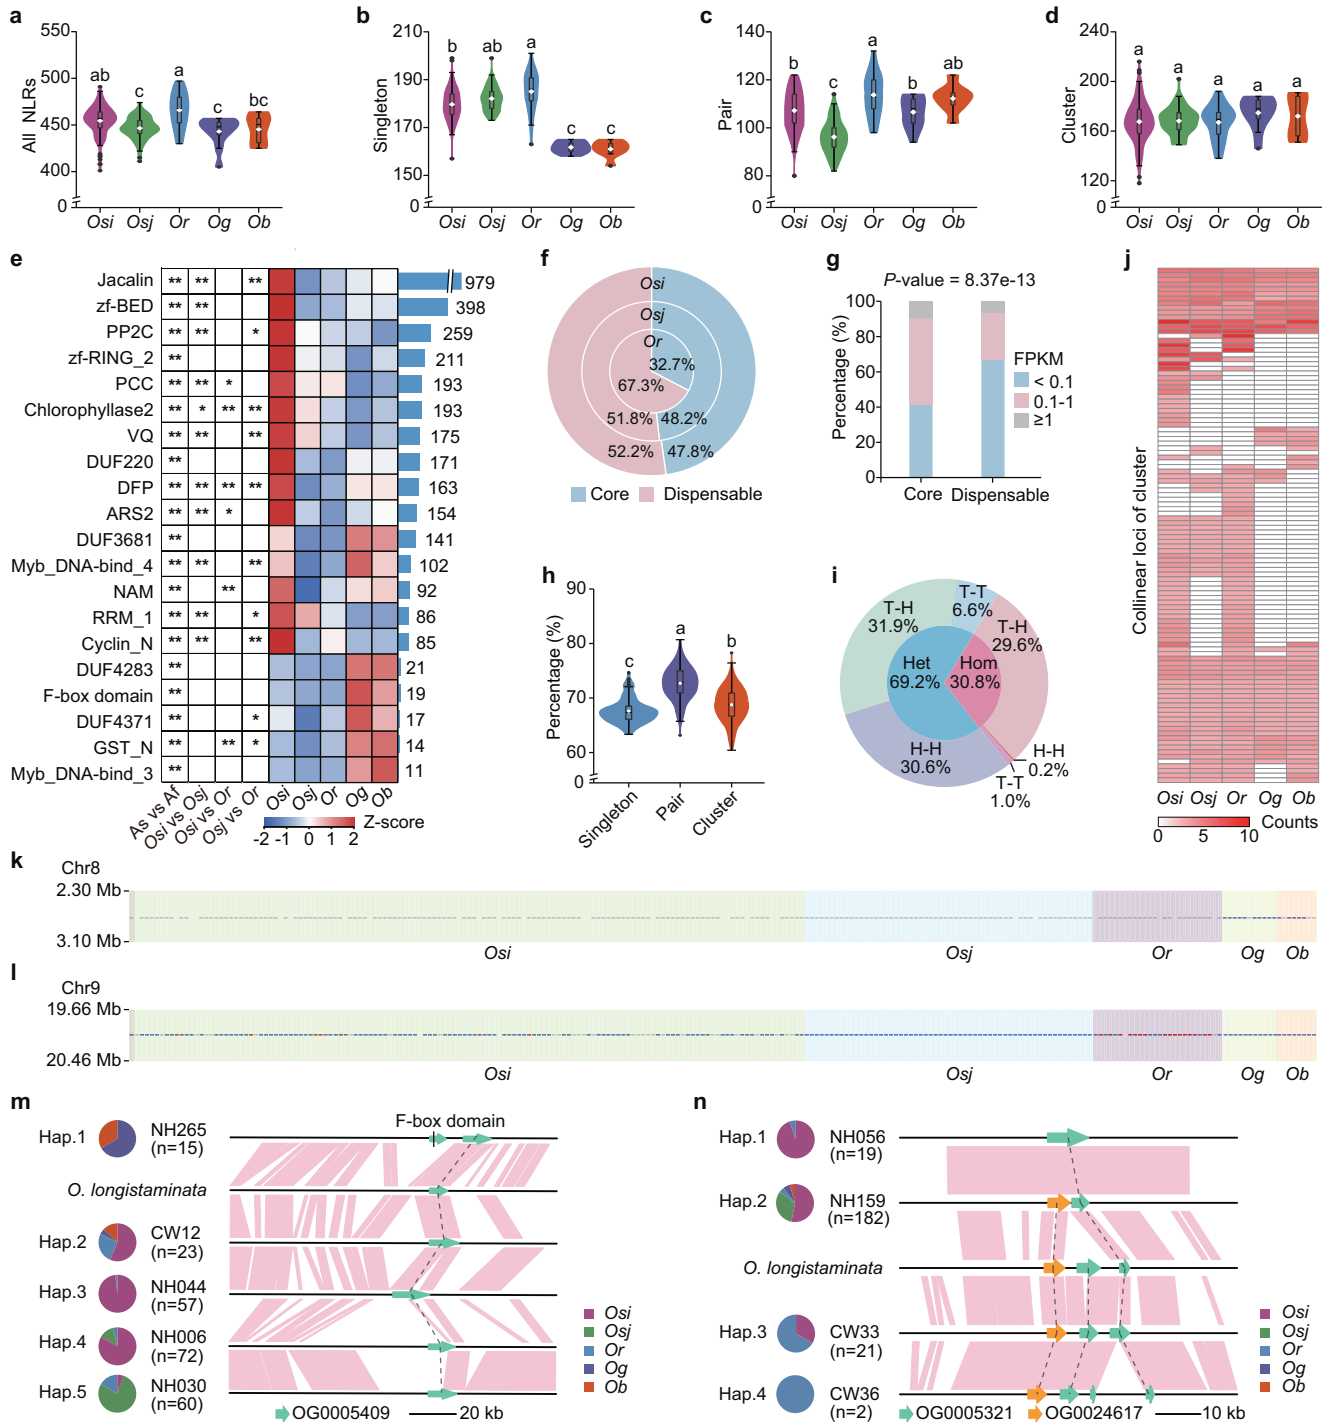 a
b
c
d
550
500
450
400
0
All NLRs
ab
c
a
c
bc
Osi
Osj
Or
Og
Ob
210
190
170
150
0
Singleton
b
ab
a
c
c
Osi
Osj
Or
Og
Ob
140
120
100
80
0
Pair
b
c
a
b
ab
Osi
Osj
Or
Og
Ob
240
200
160
120
0
Cluster
a
a
a
a
a
Osi
Osj
Or
Og
Ob
e
Jacalin ** ** ** 979
zf-BED ** ** 398
PP2C ** ** * 259
zf-RING_2 ** 211
PCC ** ** * 193
Chlorophyllase2 ** * ** ** 193
VQ ** ** ** 175
DUF220 ** 171
DFP ** ** ** ** 163
ARS2 ** ** * 154
DUF3681 ** 141
Myb_DNA-bind_4 ** ** ** 102
NAM ** ** 92
RRM_1 ** ** * 86
Cyclin_N ** ** ** 85
DUF4283 ** 21
F-box domain ** 19
DUF4371 ** * 17
GST_N ** ** * 14
Myb_DNA-bind_3 ** 11
As vs Af
Osi vs Osj
Osi vs Or
Osj vs Or
Osi
Osj
Or
Og
Ob
-2 -1 0 1 2
Z-score
f
Osi
Osj
Or
32.7%
67.3%
51.8% 48.2%
52.2% 47.8%
Core Dispensable
g
P-value = 8.37e-13
100
80
60
40
20
0
Percentage (%)
Core Dispensable
FPKM
< 0.1
0.1-1
≥1
h
90
80
70
60
0
Percentage (%)
c
a
b
Singleton
Pair
Cluster
i
T-H
31.9%
T-T
6.6%
T-H
29.6%
Het
69.2%
Hom
30.8%
H-H
30.6%
H-H
0.2%
T-T
1.0%
j
Collinear loci of cluster
Osi Osj Or Og Ob
0 5 10
Counts
k
Chr8
2.30 Mb
3.10 Mb
Osi Osj Or Og Ob
l
Chr9
19.66 Mb
20.46 Mb
Osi Osj Or Og Ob
m
F-box domain
Hap.1
NH265
(n=15)
O. longistaminata
Hap.2
CW12
(n=23)
Hap.3
NH044
(n=57)
Hap.4
NH006
(n=72)
Hap.5
NH030
(n=60)
Osi
Osj
Or
Og
Ob
OG0005409 20 kb
n
Hap.1
NH056
(n=19)
Hap.2
NH159
(n=182)
O. longistaminata
Hap.3
CW33
(n=21)
Hap.4
CW36
(n=2)
Osi
Osj
Or
Og
Ob
OG0005321 OG0024617 10 kb